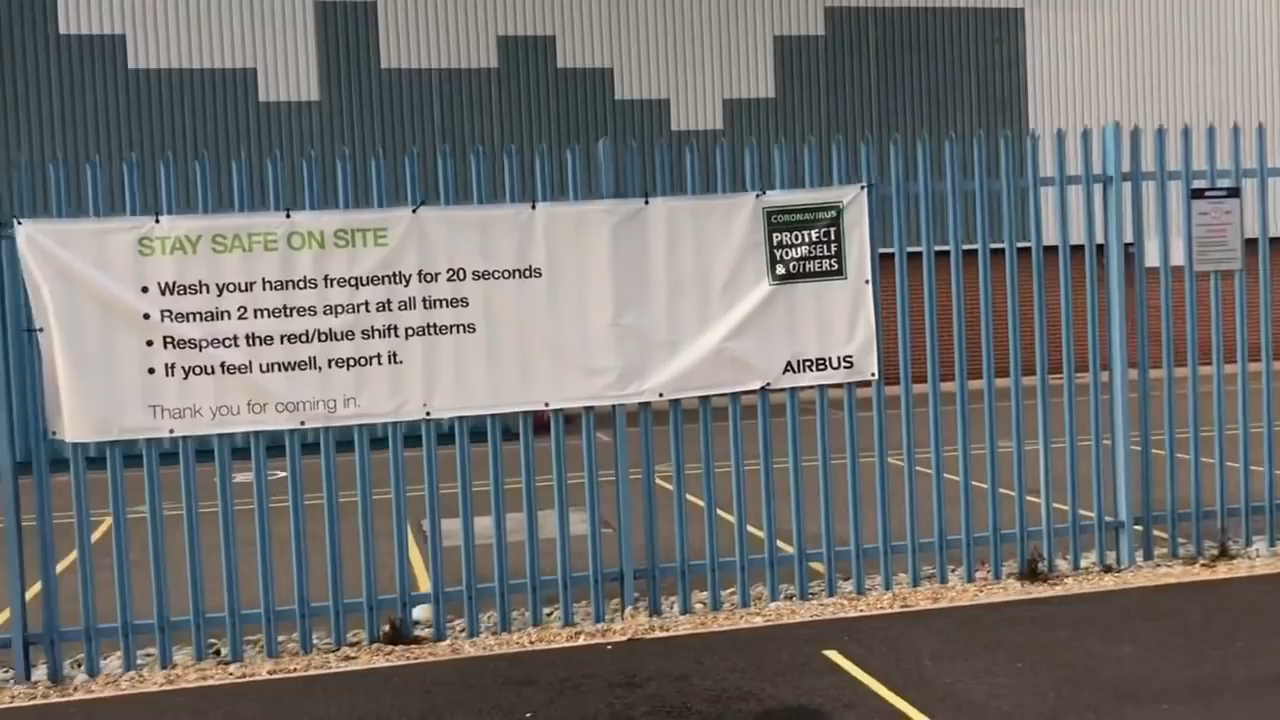 STAY SAFE ON SITE
• Wash your hands frequently for 20 seconds
• Remain 2 metres apart at all times
• Respect the red/blue shift patterns
• If you feel unwell, report it.
Thank you for coming in.
CORONAVIRUS
PROTECT
YOURSELF
& OTHERS
AIRBUS